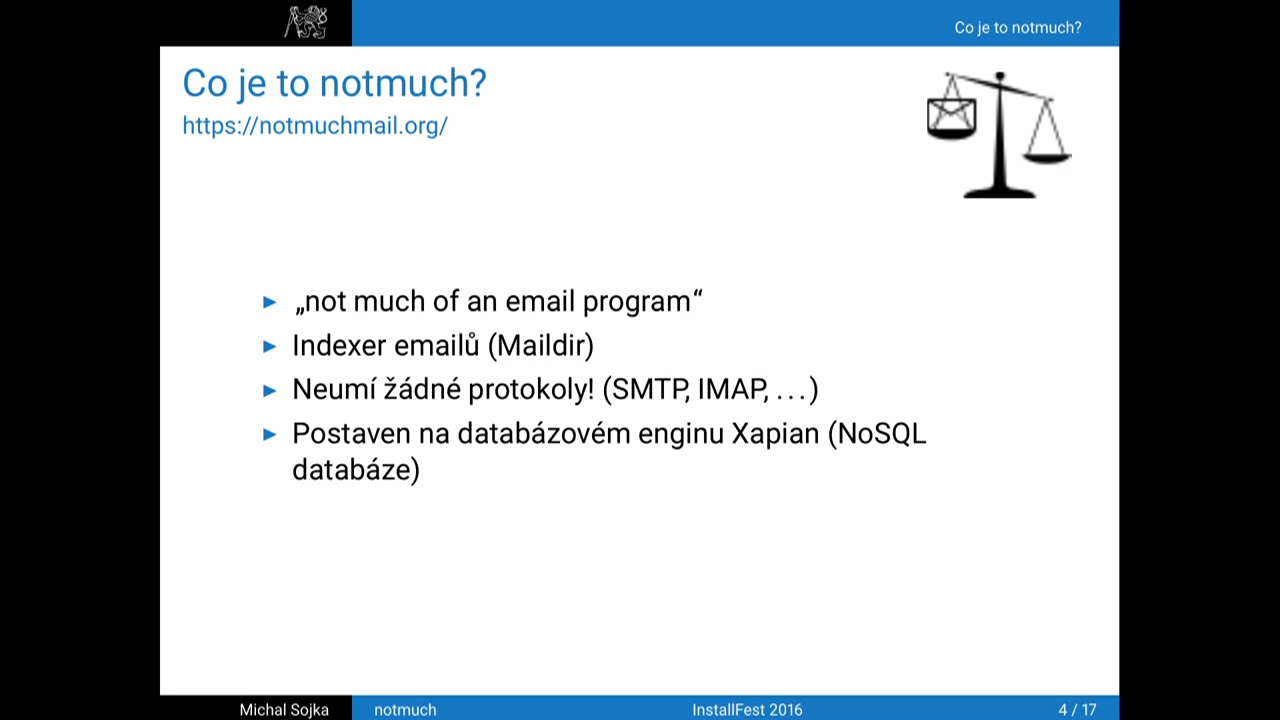 Co je to notmuch?
Co je to notmuch?
https://notmuchmail.org/
„not much of an email program“
Indexer emailů (Maildir)
Neumí žádné protokoly! (SMTP, IMAP, . . . )
Postaven na databázovém enginu Xapian (NoSQL
databáze)
Michal Sojka notmuch InstallFest 2016 4 / 17